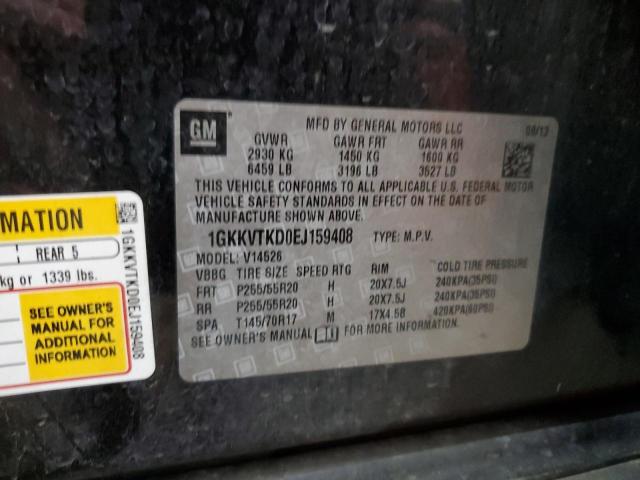 GM
MFD BY GENERAL MOTORS LLC 08/13
GVWR GAWR FRT GAWR RR
2930 KG 1450 KG 1600 KG
6459 LB 3196 LB 3527 LB
THIS VEHICLE CONFORMS TO ALL APPLICABLE U.S. FEDERAL MOTOR
VEHICLE SAFETY STANDARDS IN EFFECT ON THE DATE OF
MANUFACTURE SHOWN ABOVE.
1GKKVTKD0EJ159408 TYPE: M.P.V.
MODEL: V14526
VBBG TIRE SIZE SPEED RTG RIM COLD TIRE PRESSURE
FRT P255/55R20 H 20X7.5J 240KPA(35PSI)
RR P255/55R20 H 20X7.5J 240KPA(35PSI)
SPA T145/70R17 M 17X4.5B 420KPA(60PSI)
SEE OWNER'S MANUAL FOR MORE INFORMATION.
MATION
REAR 5
kg or 1339 lbs.
SEE OWNER'S
MANUAL FOR
ADDITIONAL
INFORMATION
1GKKVTKD0EJ159408